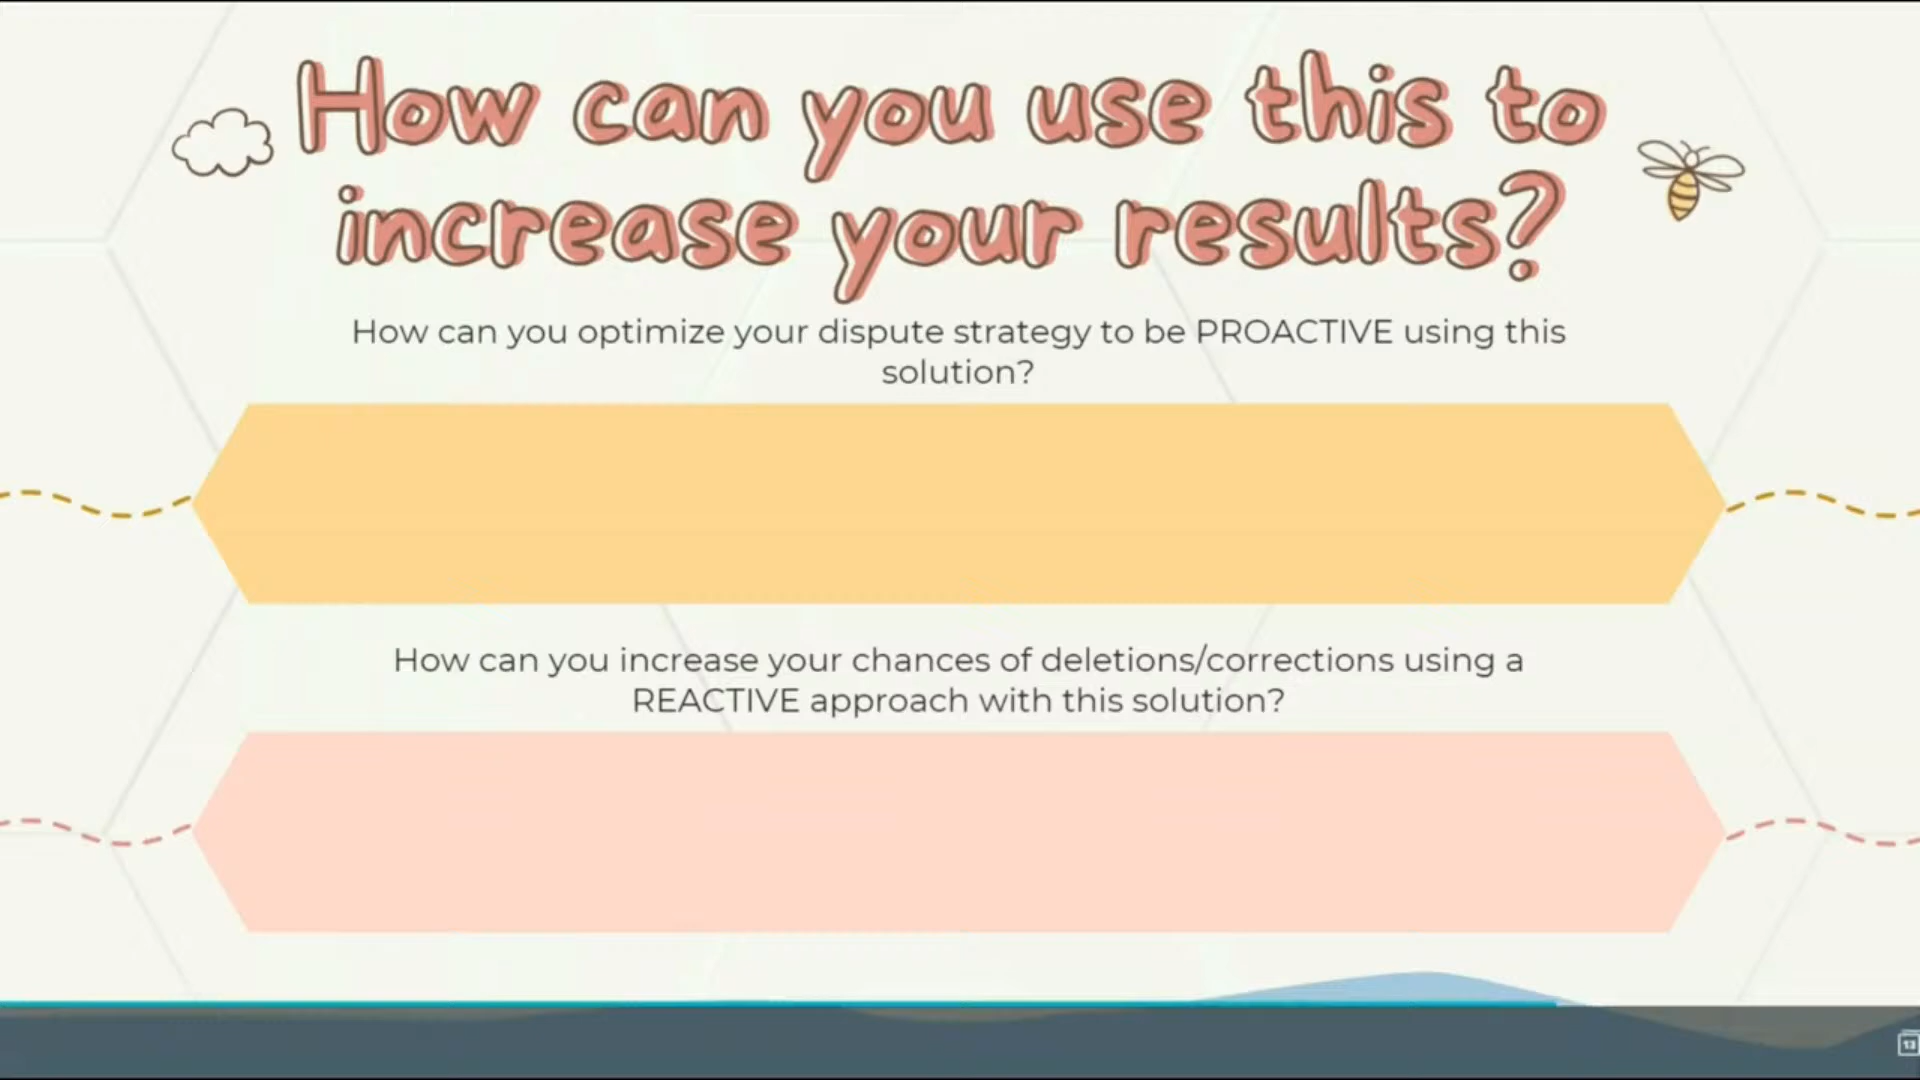 How can you use this to
increase your results?
How can you optimize your dispute strategy to be PROACTIVE using this
solution?
How can you increase your chances of deletions/corrections using a
REACTIVE approach with this solution?
13